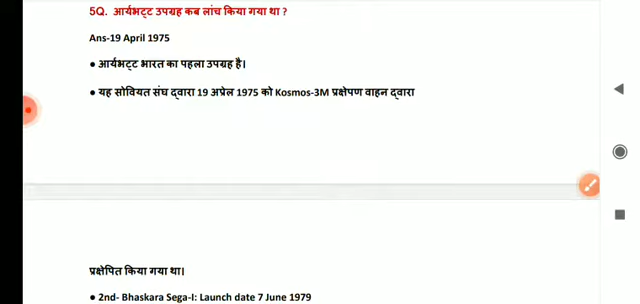 5Q. आर्यभट्ट उपग्रह कब लांच किया गया था ?
Ans-19 April 1975
● आर्यभट्ट भारत का पहला उपग्रह है।
● यह सोवियत संघ द्वारा 19 अप्रेल 1975 को Kosmos-3M प्रक्षेपण वाहन द्वारा
प्रक्षेपित किया गया था।
● 2nd- Bhaskara Sega-I: Launch date 7 June 1979